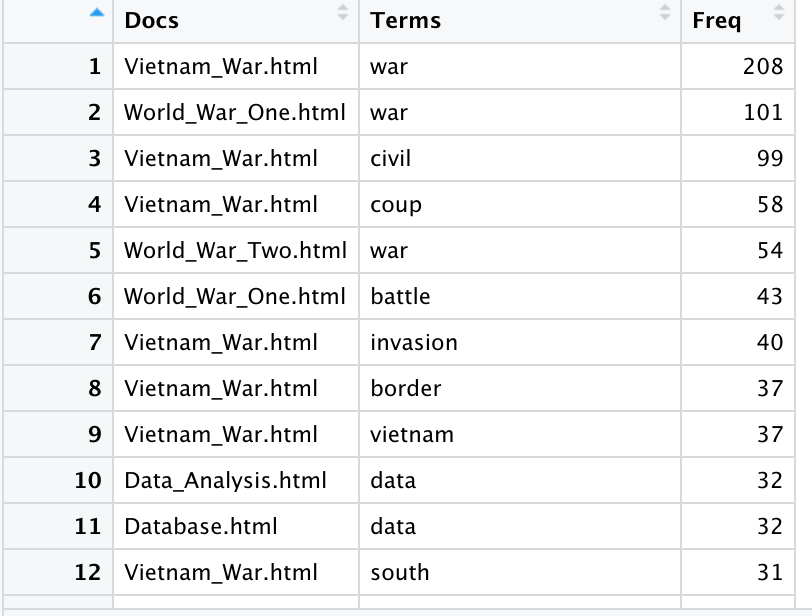 Docs Terms Freq
1 Vietnam_War.html war 208
2 World_War_One.html war 101
3 Vietnam_War.html civil 99
4 Vietnam_War.html coup 58
5 World_War_Two.html war 54
6 World_War_One.html battle 43
7 Vietnam_War.html invasion 40
8 Vietnam_War.html border 37
9 Vietnam_War.html vietnam 37
10 Data_Analysis.html data 32
11 Database.html data 32
12 Vietnam_War.html south 31